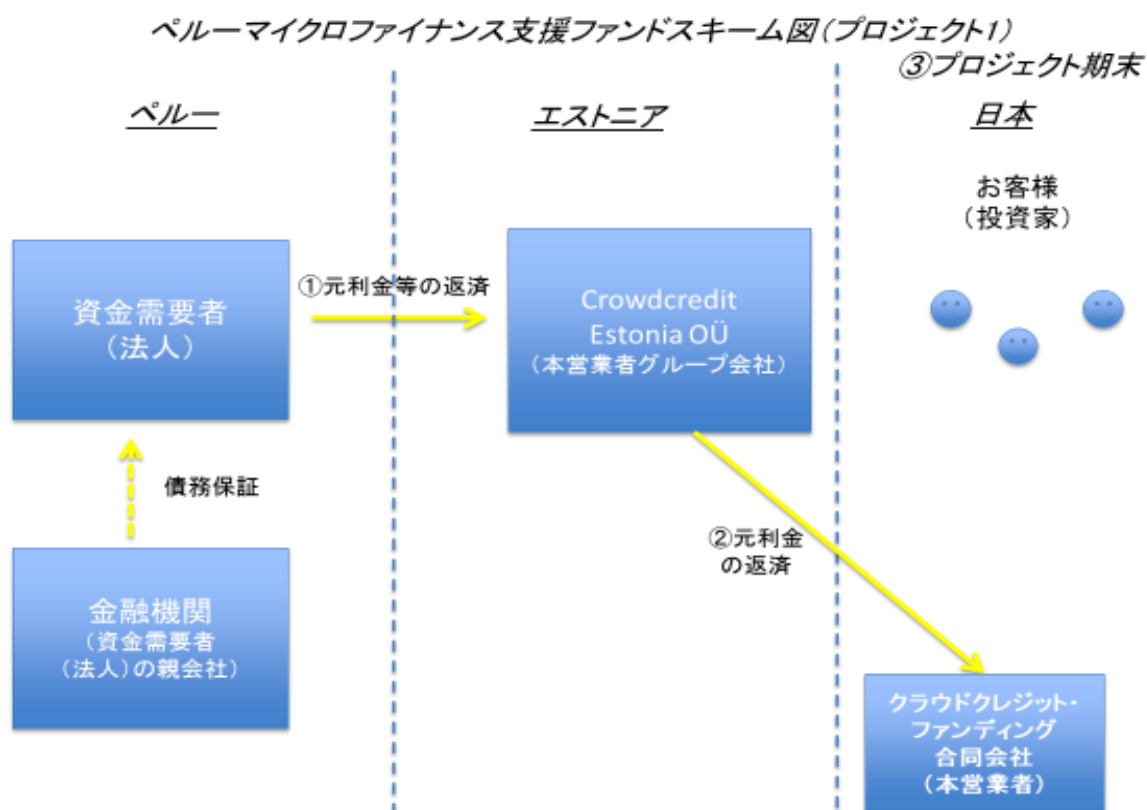 ペルーマイクロファイナンス支援ファンドスキーム図(プロジェクト1)
③プロジェクト期末
ペルー
エストニア
日本
お客様
(投資家)
資金需要者
(法人)
①元利金等の返済
Crowdcredit
Estonia OÜ
(本営業者グループ会社)
債務保証
②元利金
の返済
金融機関
(資金需要者
(法人)の親会社)
クラウドクレジット・
ファンディング
合同会社
(本営業者)